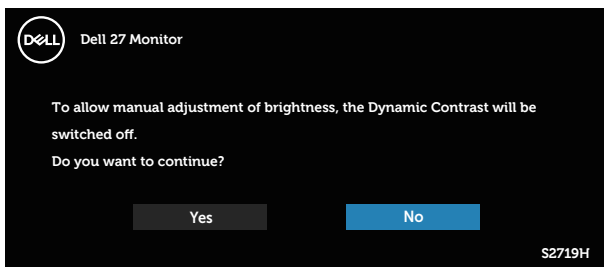 DELL
Dell 27 Monitor
To allow manual adjustment of brightness, the Dynamic Contrast will be
switched off.
Do you want to continue?
Yes
No
S2719H